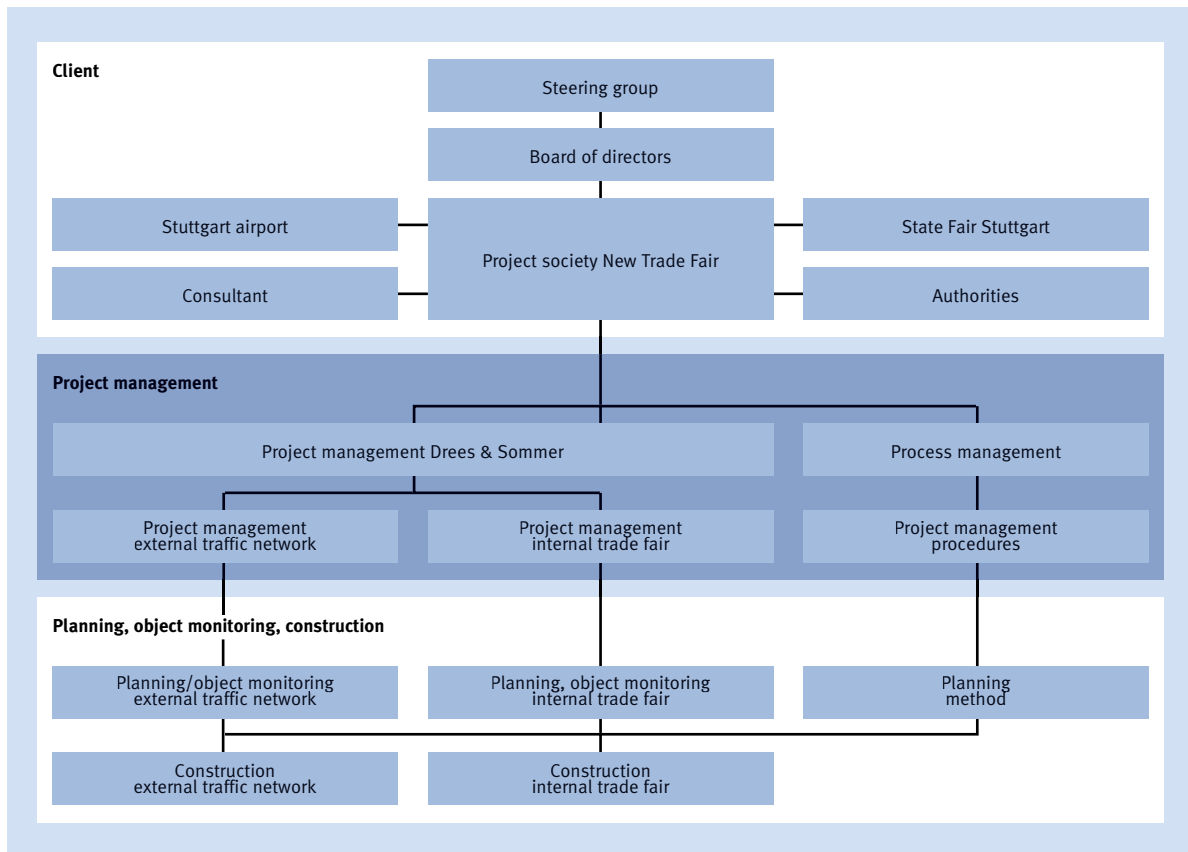 Client
Steering group
Board of directors
Stuttgart airport
State Fair Stuttgart
Project society New Trade Fair
Consultant
Authorities
Project management
Project management Drees & Sommer
Process management
Project management
external traffic network
Project management
internal trade fair
Project management
procedures
Planning, object monitoring, construction
Planning/object monitoring
external traffic network
Planning, object monitoring
internal trade fair
Planning
method
Construction
external traffic network
Construction
internal trade fair